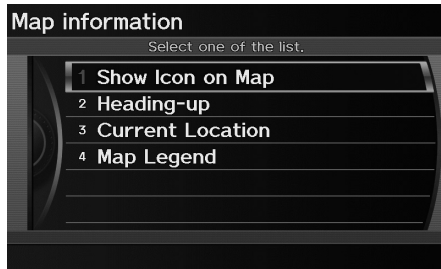 Map information
Select one of the list.
1 Show Icon on Map
2 Heading-up
3 Current Location
4 Map Legend